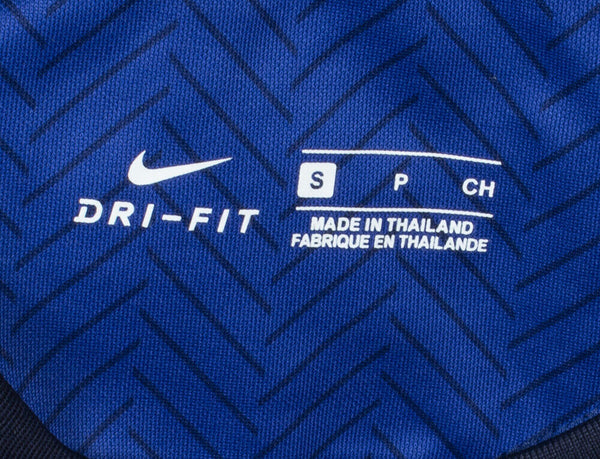 DRI-FIT
S P CH
MADE IN THAILAND
FABRIQUE EN THAILANDE